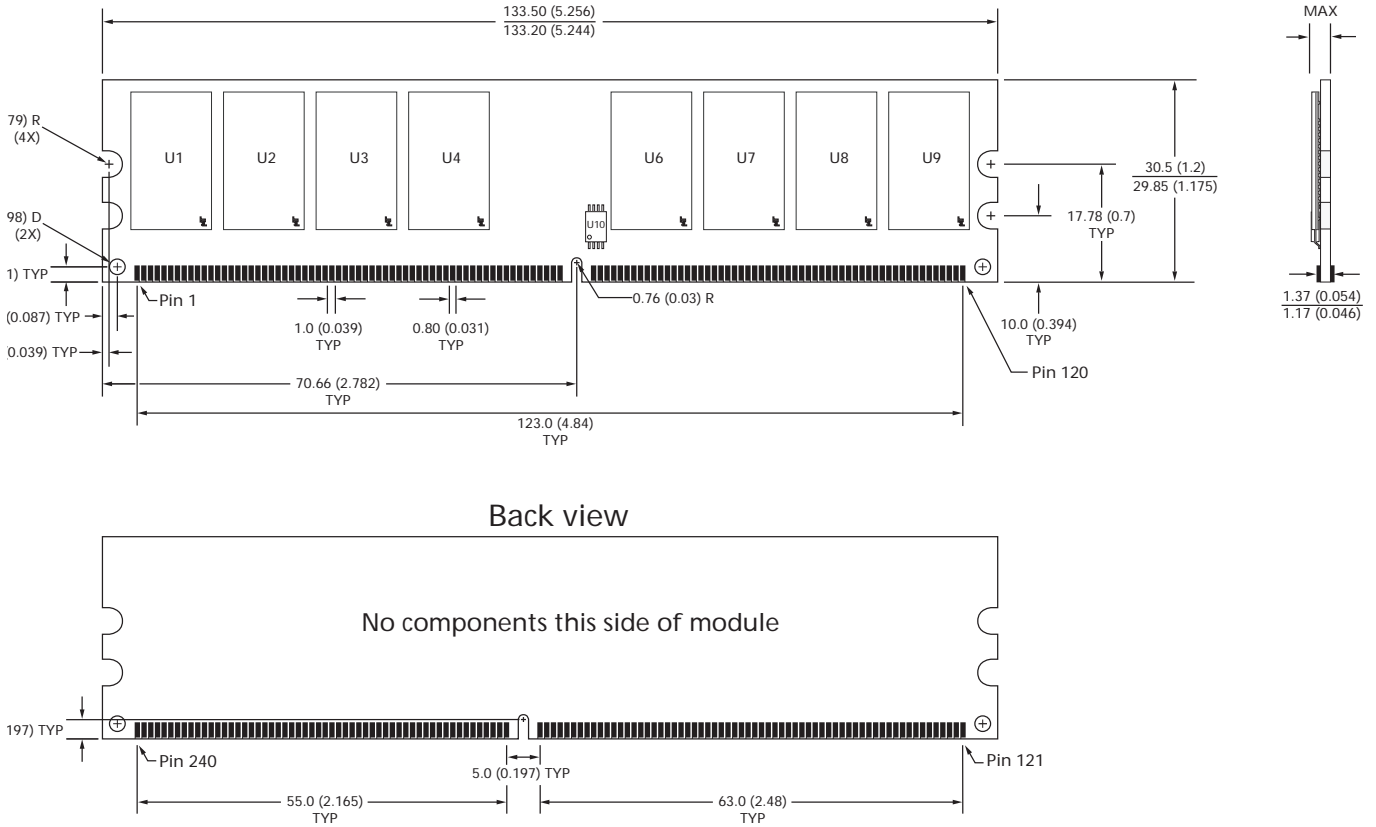 133.50 (5.256)
133.20 (5.244)
MAX
79) R
(4X)
U1
U2
U3
U4
U6
U7
U8
U9
30.5 (1.2)
29.85 (1.175)
17.78 (0.7)
TYP
98) D
(2X)
U10
1) TYP
Pin 1
0.76 (0.03) R
(0.087) TYP
1.0 (0.039)
TYP
0.80 (0.031)
TYP
10.0 (0.394)
TYP
1.37 (0.054)
1.17 (0.046)
0.039) TYP
Pin 120
70.66 (2.782)
TYP
123.0 (4.84)
TYP
Back view
No components this side of module
197) TYP
Pin 240
5.0 (0.197) TYP
Pin 121
55.0 (2.165)
TYP
63.0 (2.48)
TYP